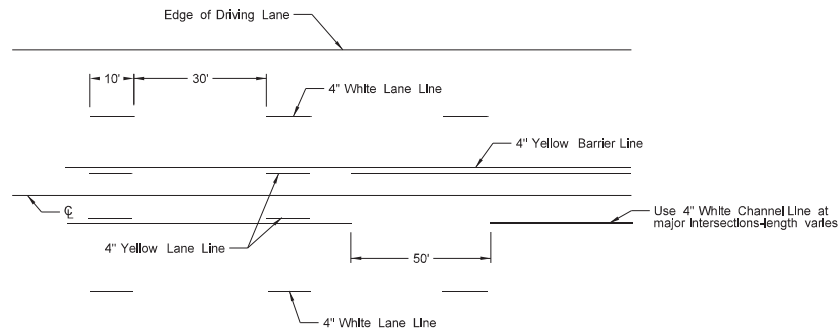 Edge of Driving Lane
10'
30'
4" White Lane Line
4" Yellow Barrier Line
℄
Use 4" White Channel Line at
major intersections-length varies
4" Yellow Lane Line
50'
4" White Lane Line